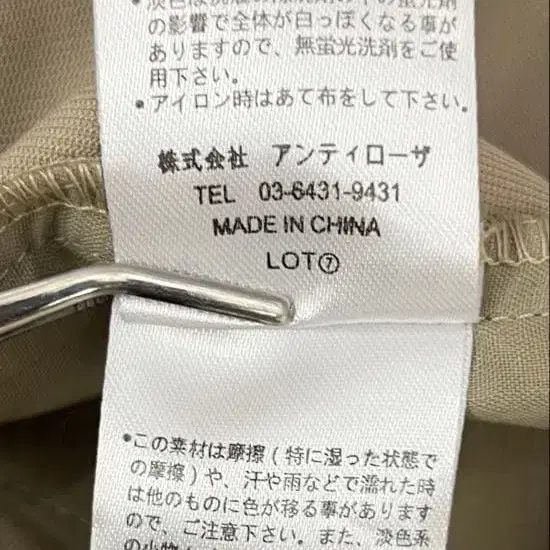 の影響で全体が白っぽくなる事が
ありますので、無蛍光洗剤をご使
用下さい。
•アイロン時はあて布をして下さい。
株式会社 アンティローザ
TEL 03-6431-9431
MADE IN CHINA
LOT⑦
•この素材は摩擦(特に湿った状態で
の摩擦)や、汗や雨などで濡れた時
は他のものに色が移る事があります
ので、ご注意下さい。また、淡色系